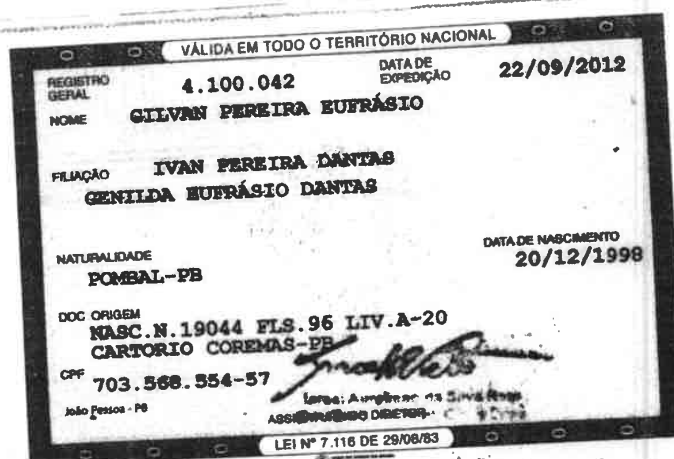 VÁLIDA EM TODO O TERRITÓRIO NACIONAL
REGISTRO GERAL 4.100.042 DATA DE EXPEDIÇÃO 22/09/2012
NOME GILVAN PEREIRA EUFRÁSIO
FILIAÇÃO IVAN PEREIRA DANTAS
GENILDA EUFRÁSIO DANTAS
NATURALIDADE DATA DE NASCIMENTO
POMBAL-PB 20/12/1998
DOC ORIGEM
NASC.N.19044 FLS.96 LIV.A-20
CARTORIO COREMAS-PB
CPF 703.568.554-57
João Pessoa - PB
DIRETOR
LEI Nº 7.116 DE 29/08/83